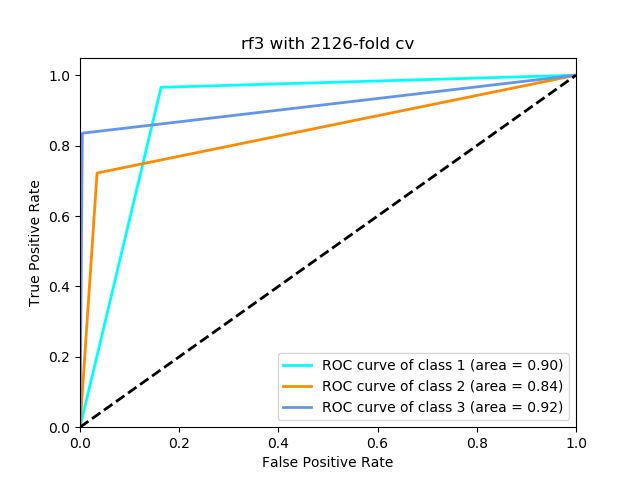 rf3 with 2126-fold cv
True Positive Rate
1.0
0.8
0.6
0.4
0.2
0.0
0.0 0.2 0.4 0.6 0.8 1.0
False Positive Rate
ROC curve of class 1 (area = 0.90)
ROC curve of class 2 (area = 0.84)
ROC curve of class 3 (area = 0.92)